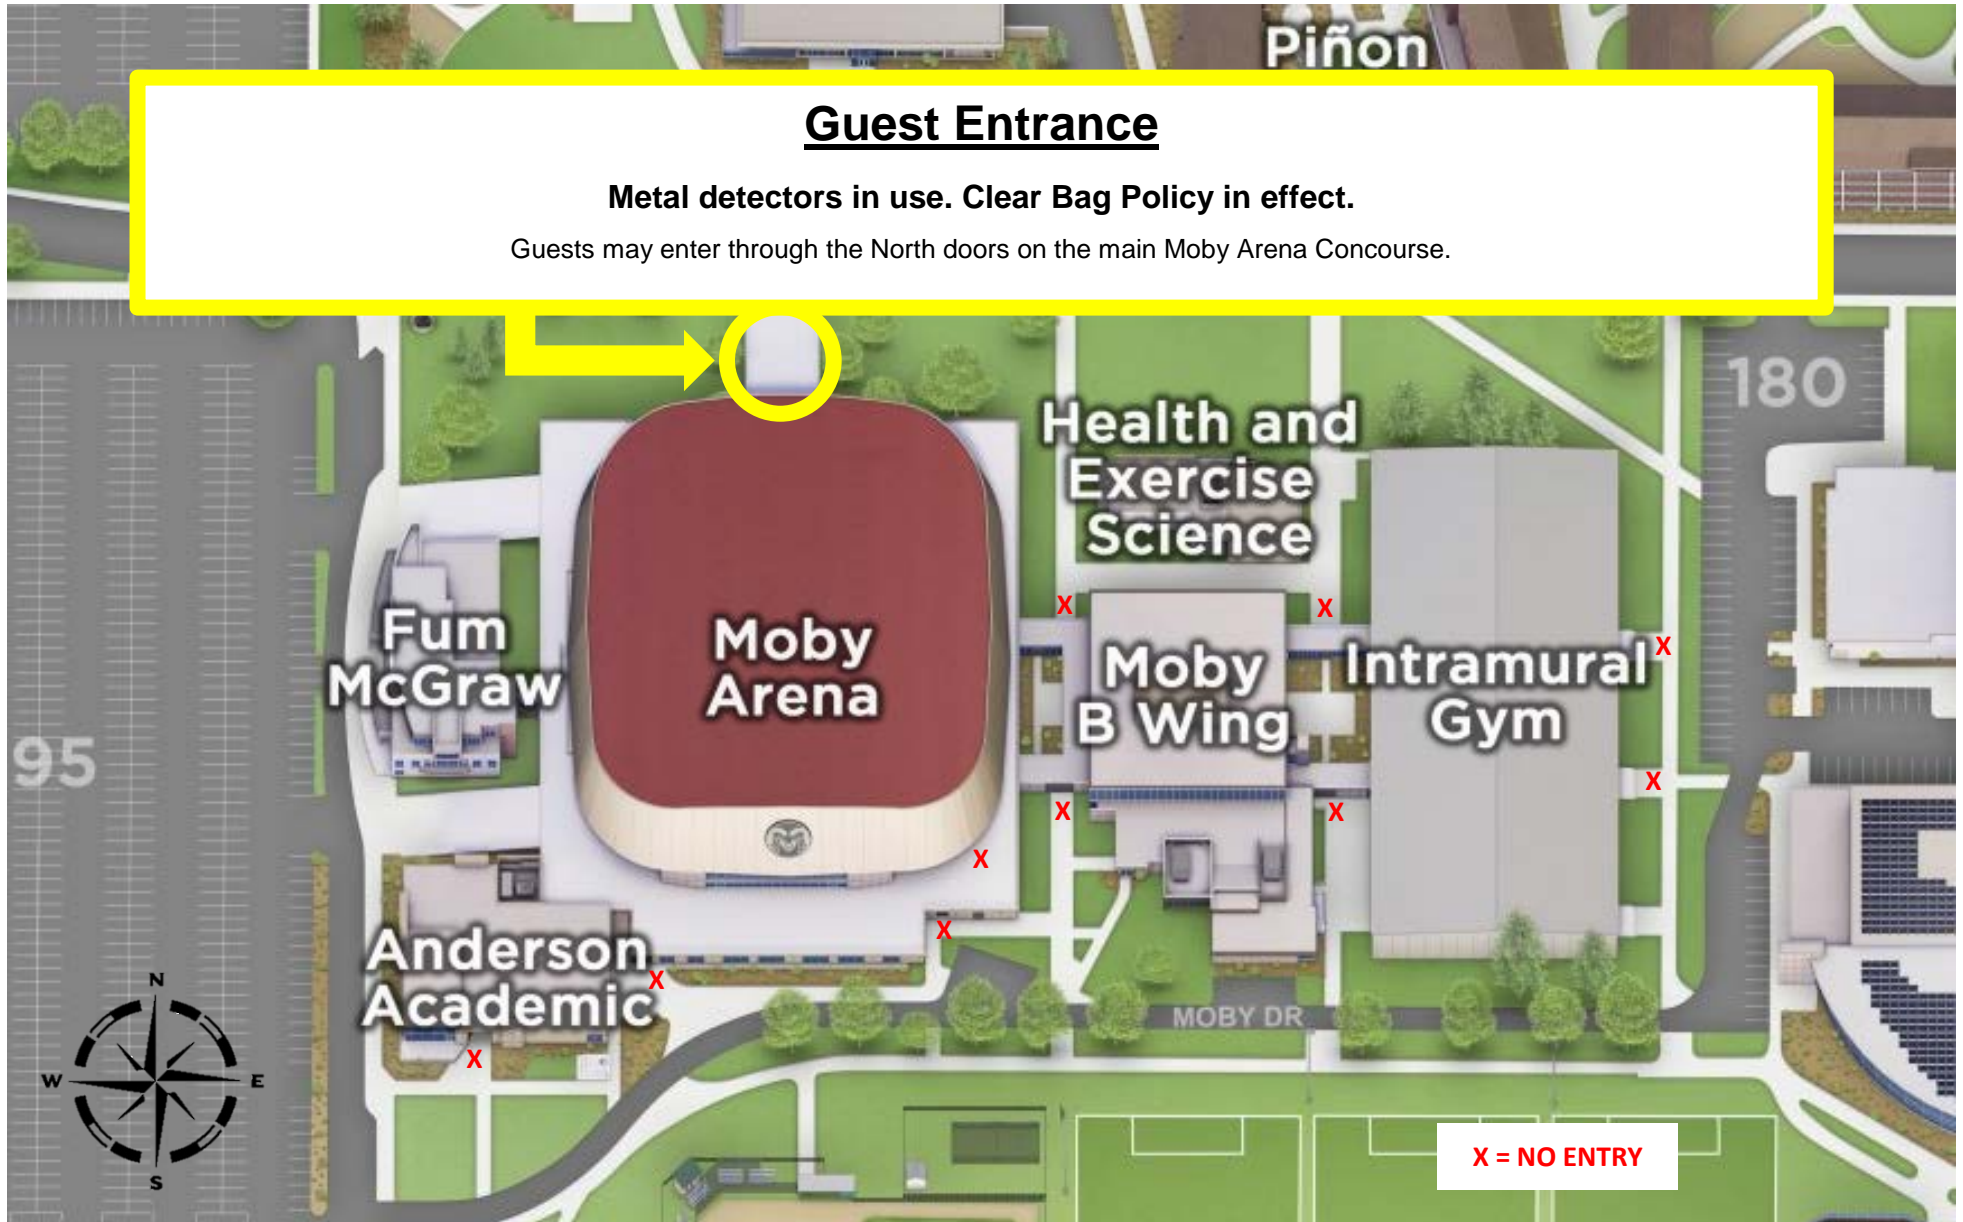 Piñon
Guest Entrance
Metal detectors in use. Clear Bag Policy in effect.
Guests may enter through the North doors on the main Moby Arena Concourse.
180
Health and
Exercise
Science
X
X
Fum
McGraw
Moby
Arena
Moby
B Wing
Intramural
Gym
X
95
X
X
X
X
X
Anderson
Academic
X
X
MOBY DR
N
W
E
S
X = NO ENTRY